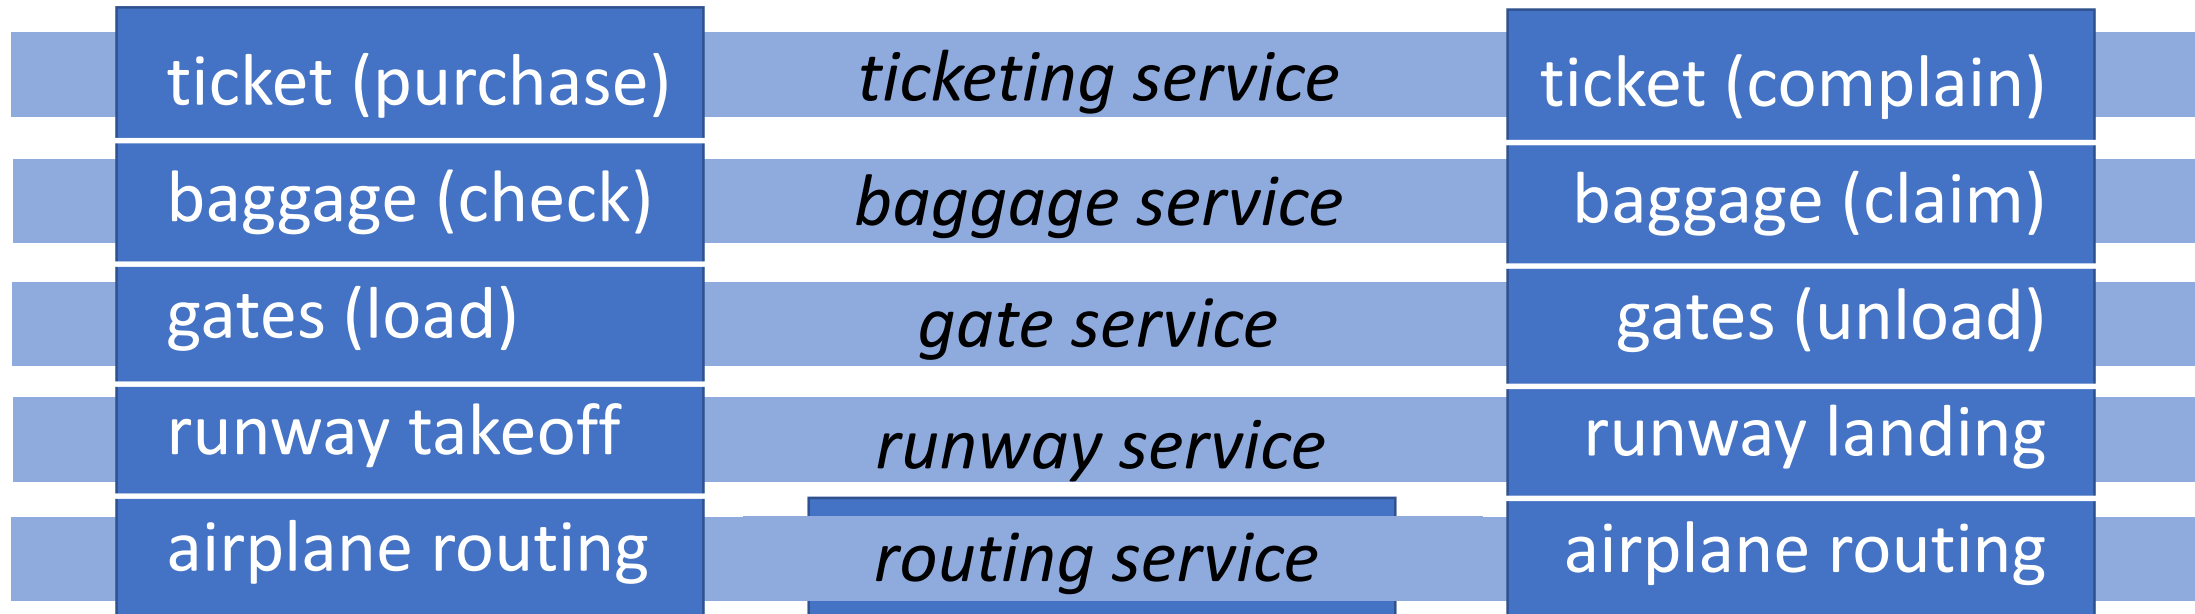 ticket (purchase) ticketing service ticket (complain)
baggage (check) baggage service baggage (claim)
gates (load) gate service gates (unload)
runway takeoff runway service runway landing
airplane routing routing service airplane routing